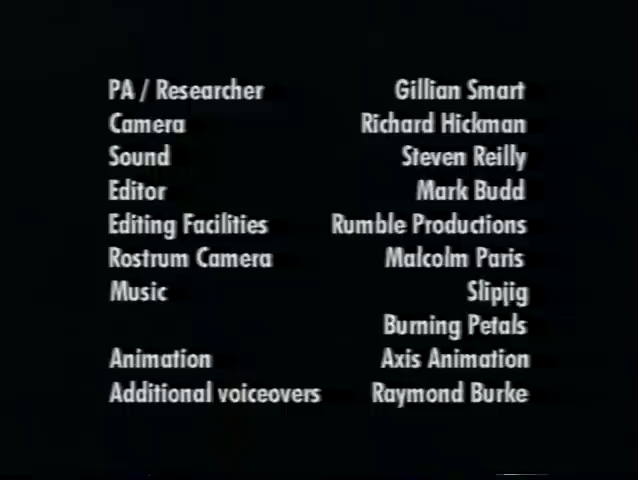 PA / Researcher Gillian Smart
Camera Richard Hickman
Sound Steven Reilly
Editor Mark Budd
Editing Facilities Rumble Productions
Rostrum Camera Malcolm Paris
Music Slipjig
Burning Petals
Animation Axis Animation
Additional voiceovers Raymond Burke